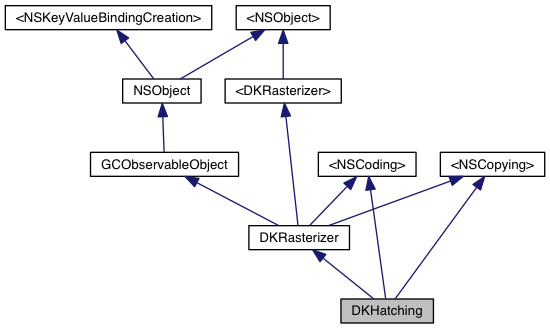 <NSKeyValueBindingCreation>
<NSObject>
NSObject
<DKRasterizer>
GCObservableObject
<NSCoding>
<NSCopying>
DKRasterizer
DKHatching